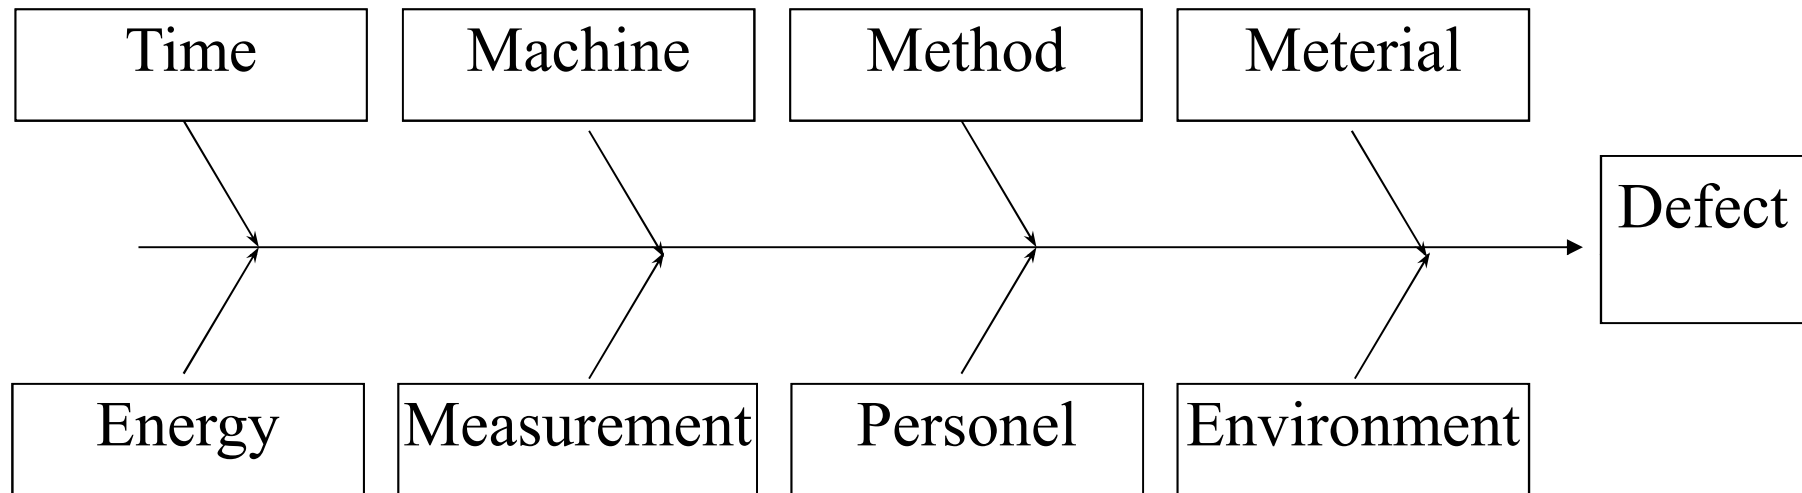 Time
Machine
Method
Meterial
Defect
Energy
Measurement
Personel
Environment